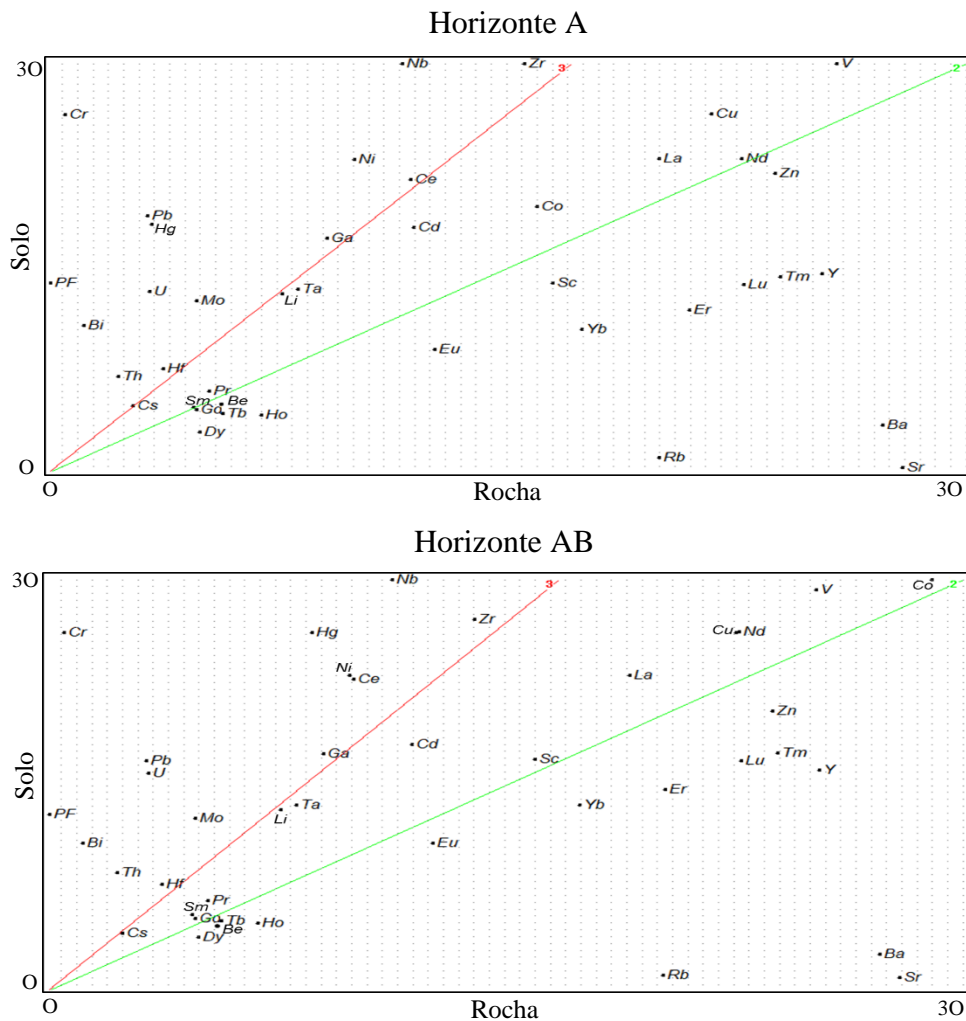 Horizonte A
3O
Nb
Zr
3
V
2
Cr
Cu
Ni
La
Nd
Zn
Ce
Pb
Hg
Co
Cd
Ga
Solo
PF
U
Mo
Ta
Li
Sc
Tm
Y
Lu
Er
Bi
Yb
Eu
Th
Hf
Pr
Cs
Sm
Be
Go
Tb
Ho
Dy
Ba
Rb
Sr
O
O
Rocha
3O
Horizonte AB
3O
Nb
3
V
Co
2
Zr
Cr
Hg
Cu
Nd
Ni
Ce
La
Zn
Cd
Ga
Pb
U
Sc
Tm
Lu
Y
Solo
PF
Mo
Ta
Li
Er
Yb
Bi
Eu
Th
Hf
Pr
Sm
Go
Tb
Ho
Be
Cs
Dy
Ba
Rb
Sr
O
O
Rocha
3O